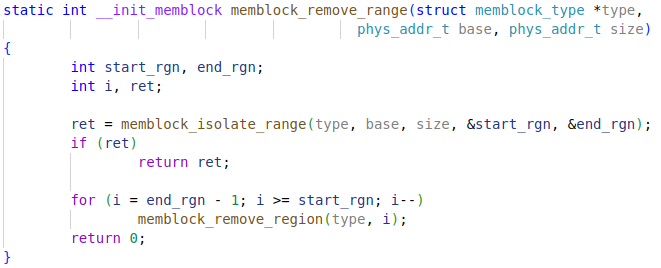 static int __init_memblock memblock_remove_range(struct memblock_type *type,
                                          phys_addr_t base, phys_addr_t size)
{
        int start_rgn, end_rgn;
        int i, ret;

        ret = memblock_isolate_range(type, base, size, &start_rgn, &end_rgn);
        if (ret)
                return ret;

        for (i = end_rgn - 1; i >= start_rgn; i--)
                memblock_remove_region(type, i);
        return 0;
}